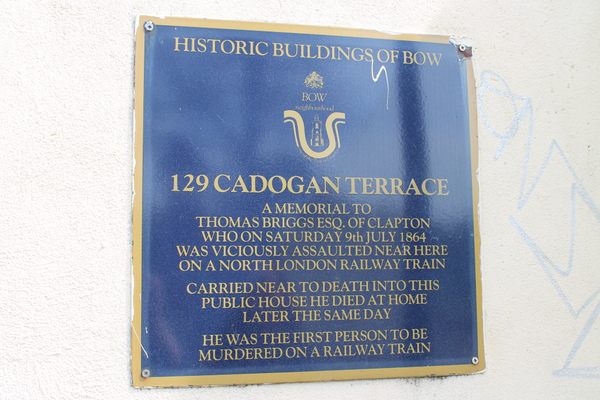 HISTORIC BUILDINGS OF BOW
BOW
neighbourhood
129 CADOGAN TERRACE
A MEMORIAL TO
THOMAS BRIGGS ESQ. OF CLAPTON
WHO ON SATURDAY 9th JULY 1864
WAS VICIOUSLY ASSAULTED NEAR HERE
ON A NORTH LONDON RAILWAY TRAIN
CARRIED NEAR TO DEATH INTO THIS
PUBLIC HOUSE HE DIED AT HOME
LATER THE SAME DAY
HE WAS THE FIRST PERSON TO BE
MURDERED ON A RAILWAY TRAIN